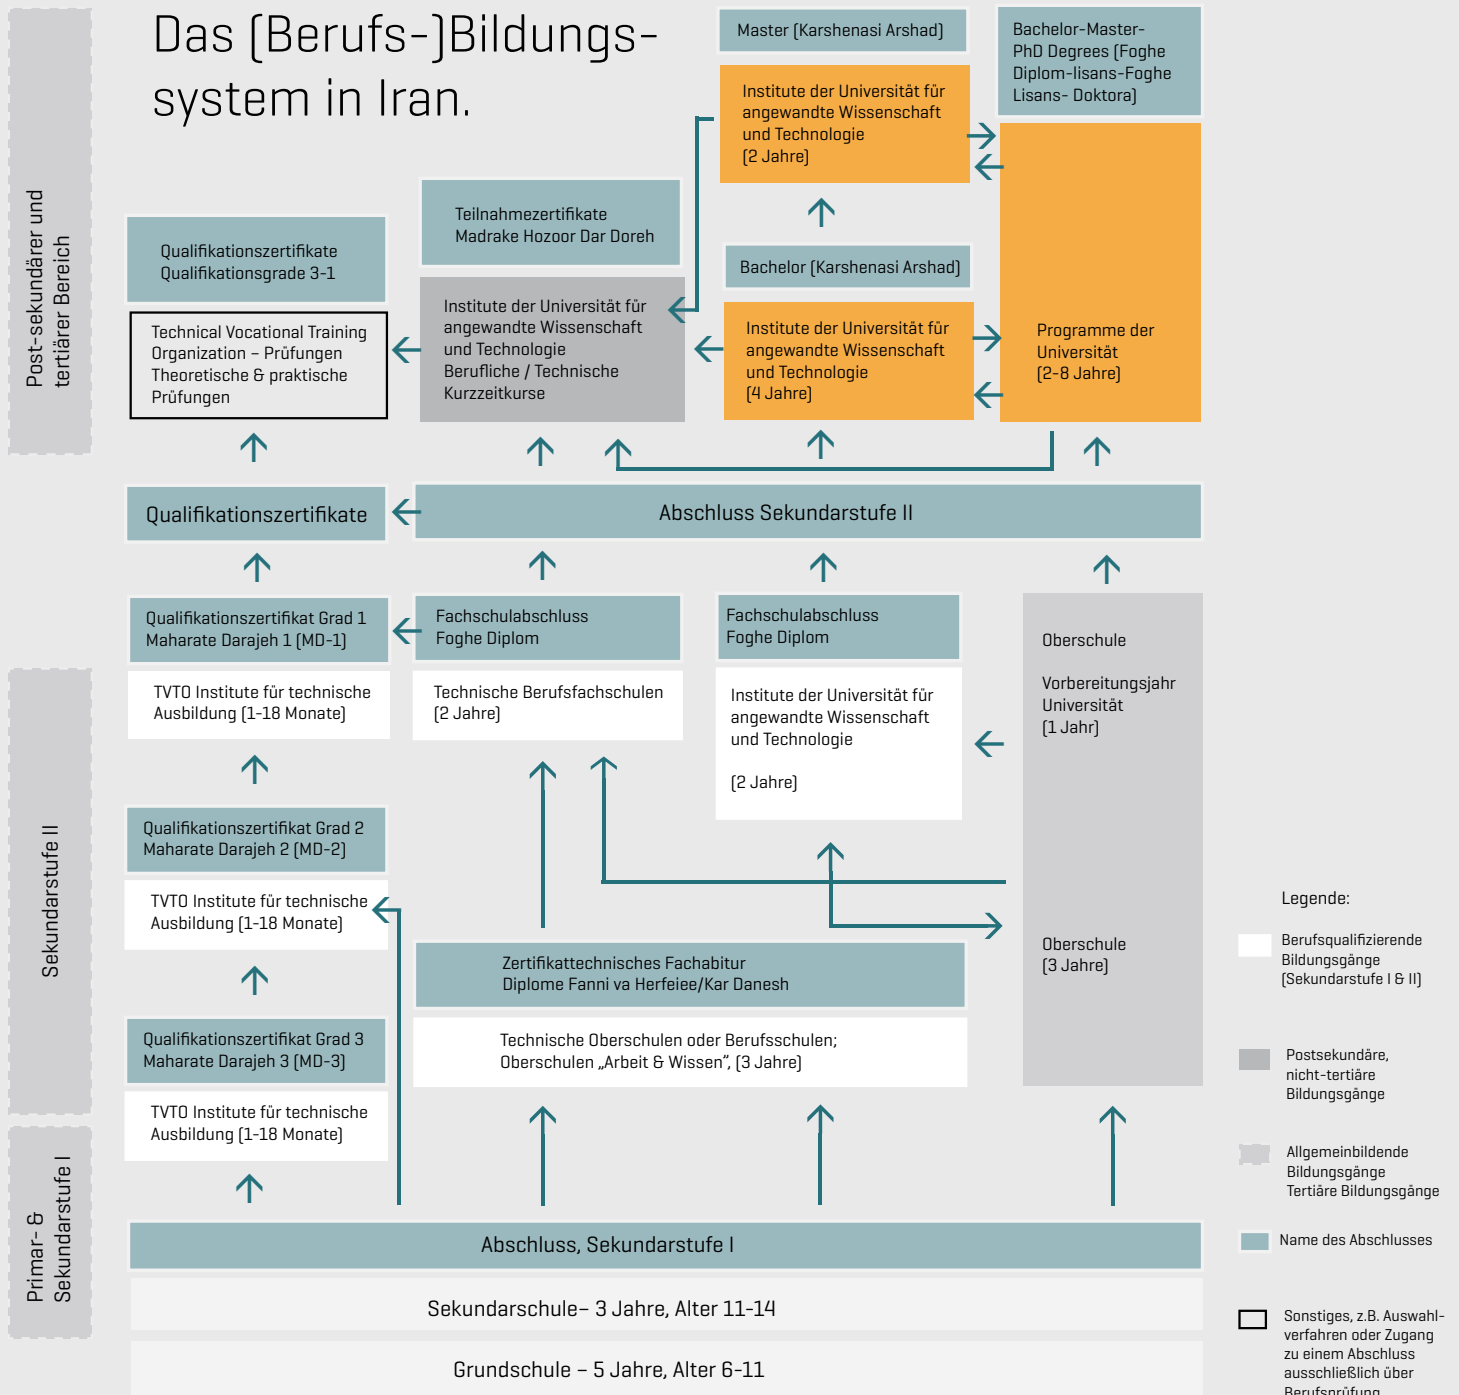 Das (Berufs-)Bildungs-
system in Iran.
Post-sekundärer und
tertiärer Bereich
Sekundarstufe II
Primar- &
Sekundarstufe I
Master (Karshenasi Arshad)
Institute der Universität für
angewandte Wissenschaft
und Technologie
(2 Jahre)
Bachelor-Master-
PhD Degrees (Foghe
Diplom-lisans-Foghe
Lisans- Doktora)
Programme der
Universität
(2-8 Jahre)
Teilnahmezertifikate
Madrake Hozoor Dar Doreh
Institute der Universität für
angewandte Wissenschaft
und Technologie
Berufliche / Technische
Kurzzeitkurse
Bachelor (Karshenasi Arshad)
Institute der Universität für
angewandte Wissenschaft
und Technologie
(4 Jahre)
Qualifikationszertifikate
Qualifikationsgrade 3-1
Technical Vocational Training
Organization – Prüfungen
Theoretische & praktische
Prüfungen
Qualifikationszertifikate
Abschluss Sekundarstufe II
Qualifikationszertifikat Grad 1
Maharate Darajeh 1 (MD-1)
TVTO Institute für technische
Ausbildung (1-18 Monate)
Fachschulabschluss
Foghe Diplom
Technische Berufsfachschulen
(2 Jahre)
Fachschulabschluss
Foghe Diplom
Institute der Universität für
angewandte Wissenschaft
und Technologie
(2 Jahre)
Oberschule
Vorbereitungsjahr
Universität
(1 Jahr)
Oberschule
(3 Jahre)
Qualifikationszertifikat Grad 2
Maharate Darajeh 2 (MD-2)
TVTO Institute für technische
Ausbildung (1-18 Monate)
Zertifikattechnisches Fachabitur
Diplome Fanni va Herfeiee/Kar Danesh
Technische Oberschulen oder Berufsschulen;
Oberschulen „Arbeit & Wissen“, (3 Jahre)
Qualifikationszertifikat Grad 3
Maharate Darajeh 3 (MD-3)
TVTO Institute für technische
Ausbildung (1-18 Monate)
Abschluss, Sekundarstufe I
Sekundarschule– 3 Jahre, Alter 11-14
Grundschule – 5 Jahre, Alter 6-11
Legende:
Berufsqualifizierende
Bildungsgänge
(Sekundarstufe I & II)
Postsekundäre,
nicht-tertiäre
Bildungsgänge
Allgemeinbildende
Bildungsgänge
Tertiäre Bildungsgänge
Name des Abschlusses
Sonstiges, z.B. Auswahl-
verfahren oder Zugang
zu einem Abschluss
ausschließlich über
Berufsprüfung